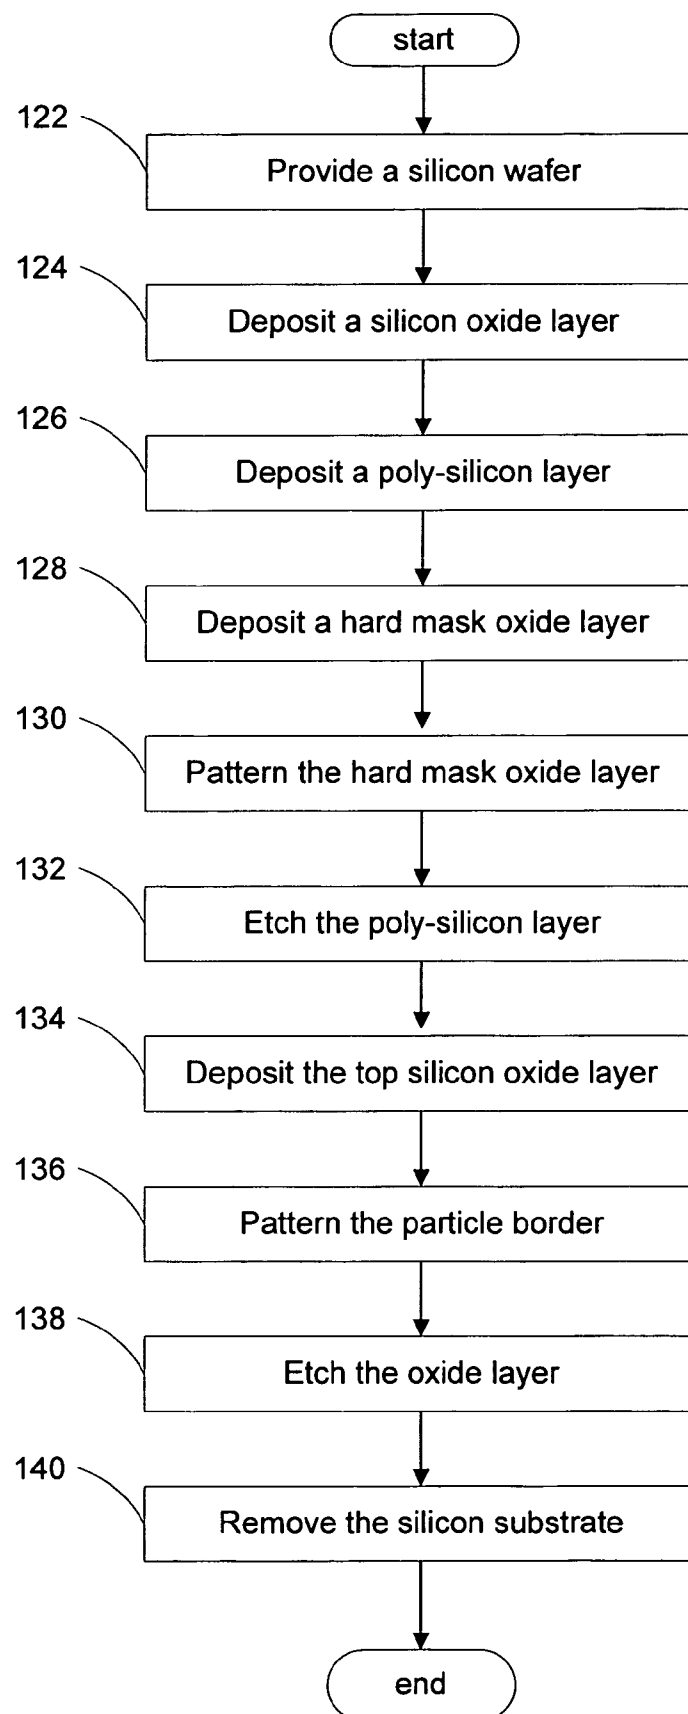 start
122
Provide a silicon wafer
124
Deposit a silicon oxide layer
126
Deposit a poly-silicon layer
128
Deposit a hard mask oxide layer
130
Pattern the hard mask oxide layer
132
Etch the poly-silicon layer
134
Deposit the top silicon oxide layer
136
Pattern the particle border
138
Etch the oxide layer
140
Remove the silicon substrate
end